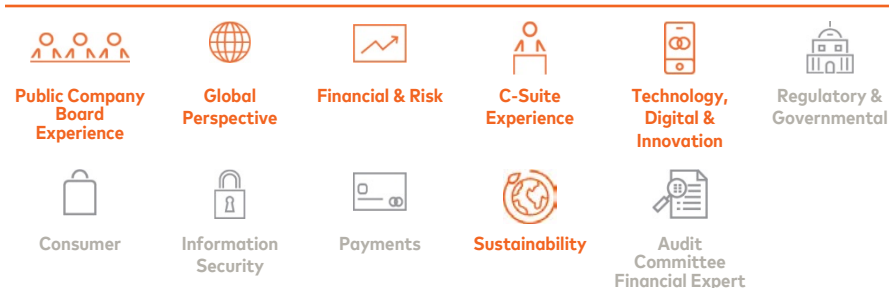 Public Company
Board
Experience
Global
Perspective
Financial & Risk
C-Suite
Experience
Technology,
Digital &
Innovation
Regulatory &
Governmental
Consumer
Information
Security
Payments
Sustainability
Audit
Committee
Financial Expert